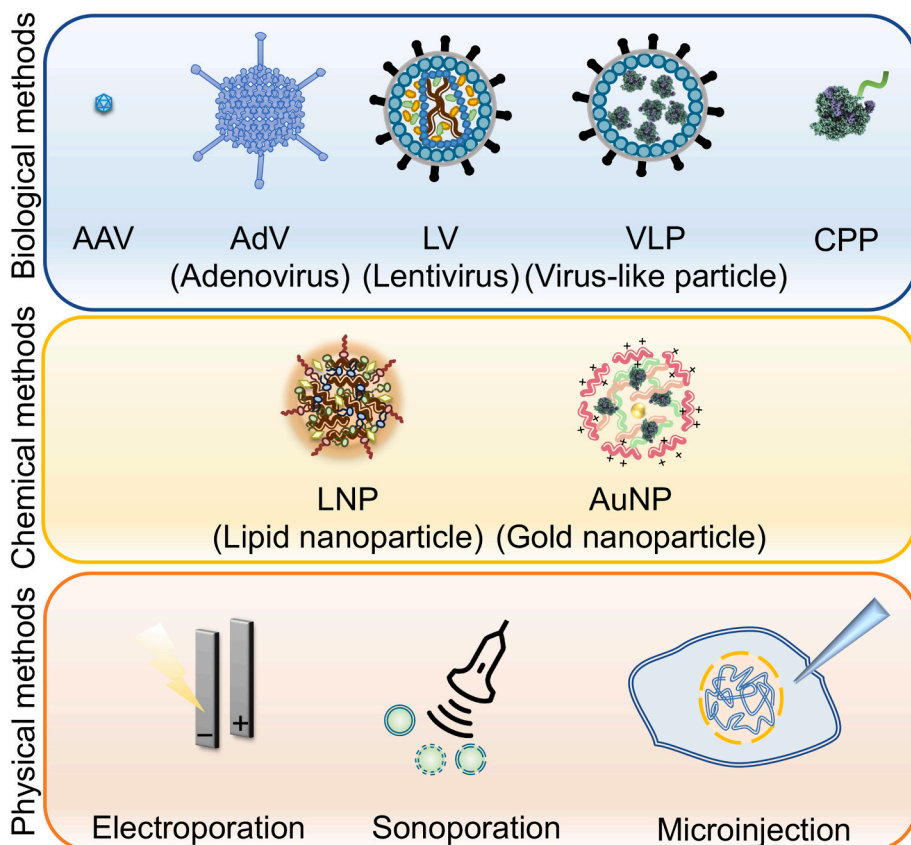 Biological methods
AAV
AdV
(Adenovirus)
LV
(Lentivirus)
VLP
(Virus-like particle)
CPP
Chemical methods
LNP
(Lipid nanoparticle)
AuNP
(Gold nanoparticle)
Physical methods
−
+
Electroporation
Sonoporation
Microinjection